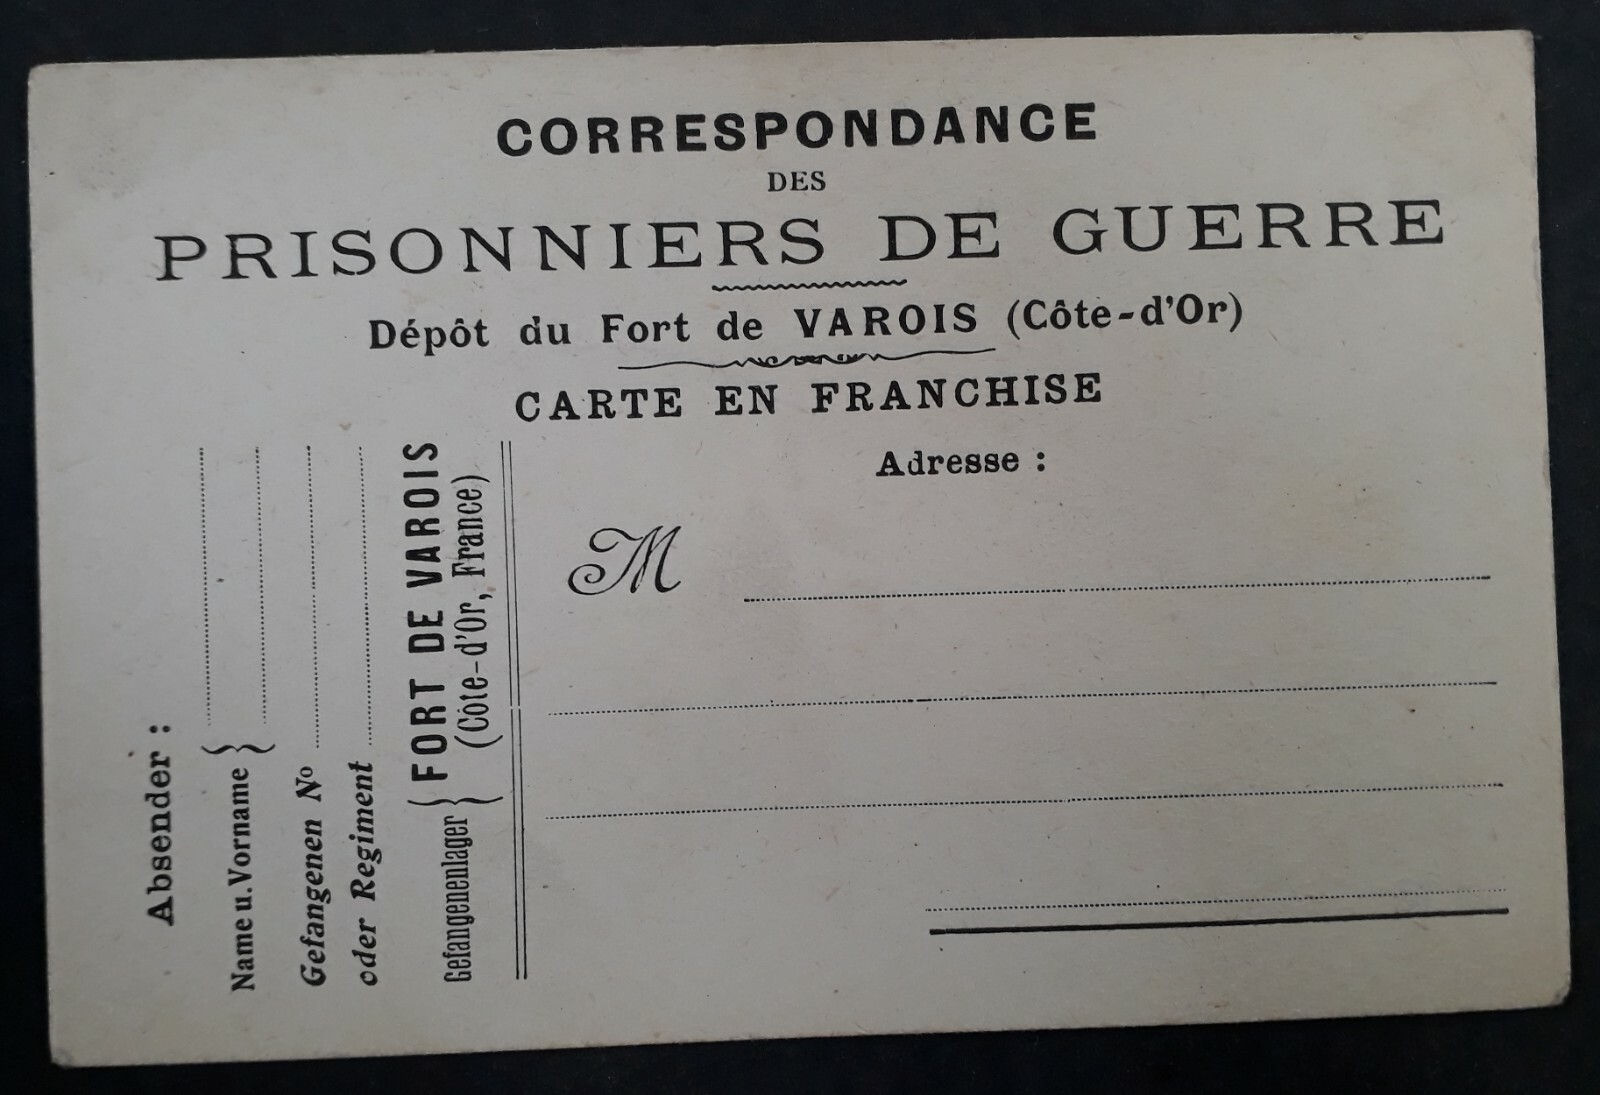 CORRESPONDANCE
DES
PRISONNIERS DE GUERRE
Dépôt du Fort de VAROIS (Côte-d'Or)
CARTE EN FRANCHISE
Absender :
Name u. Vorname
Gefangenen No
oder Regiment
Gefangenenlager
FORT DE VAROIS
(Côte-d'Or, France)
Adresse :
M